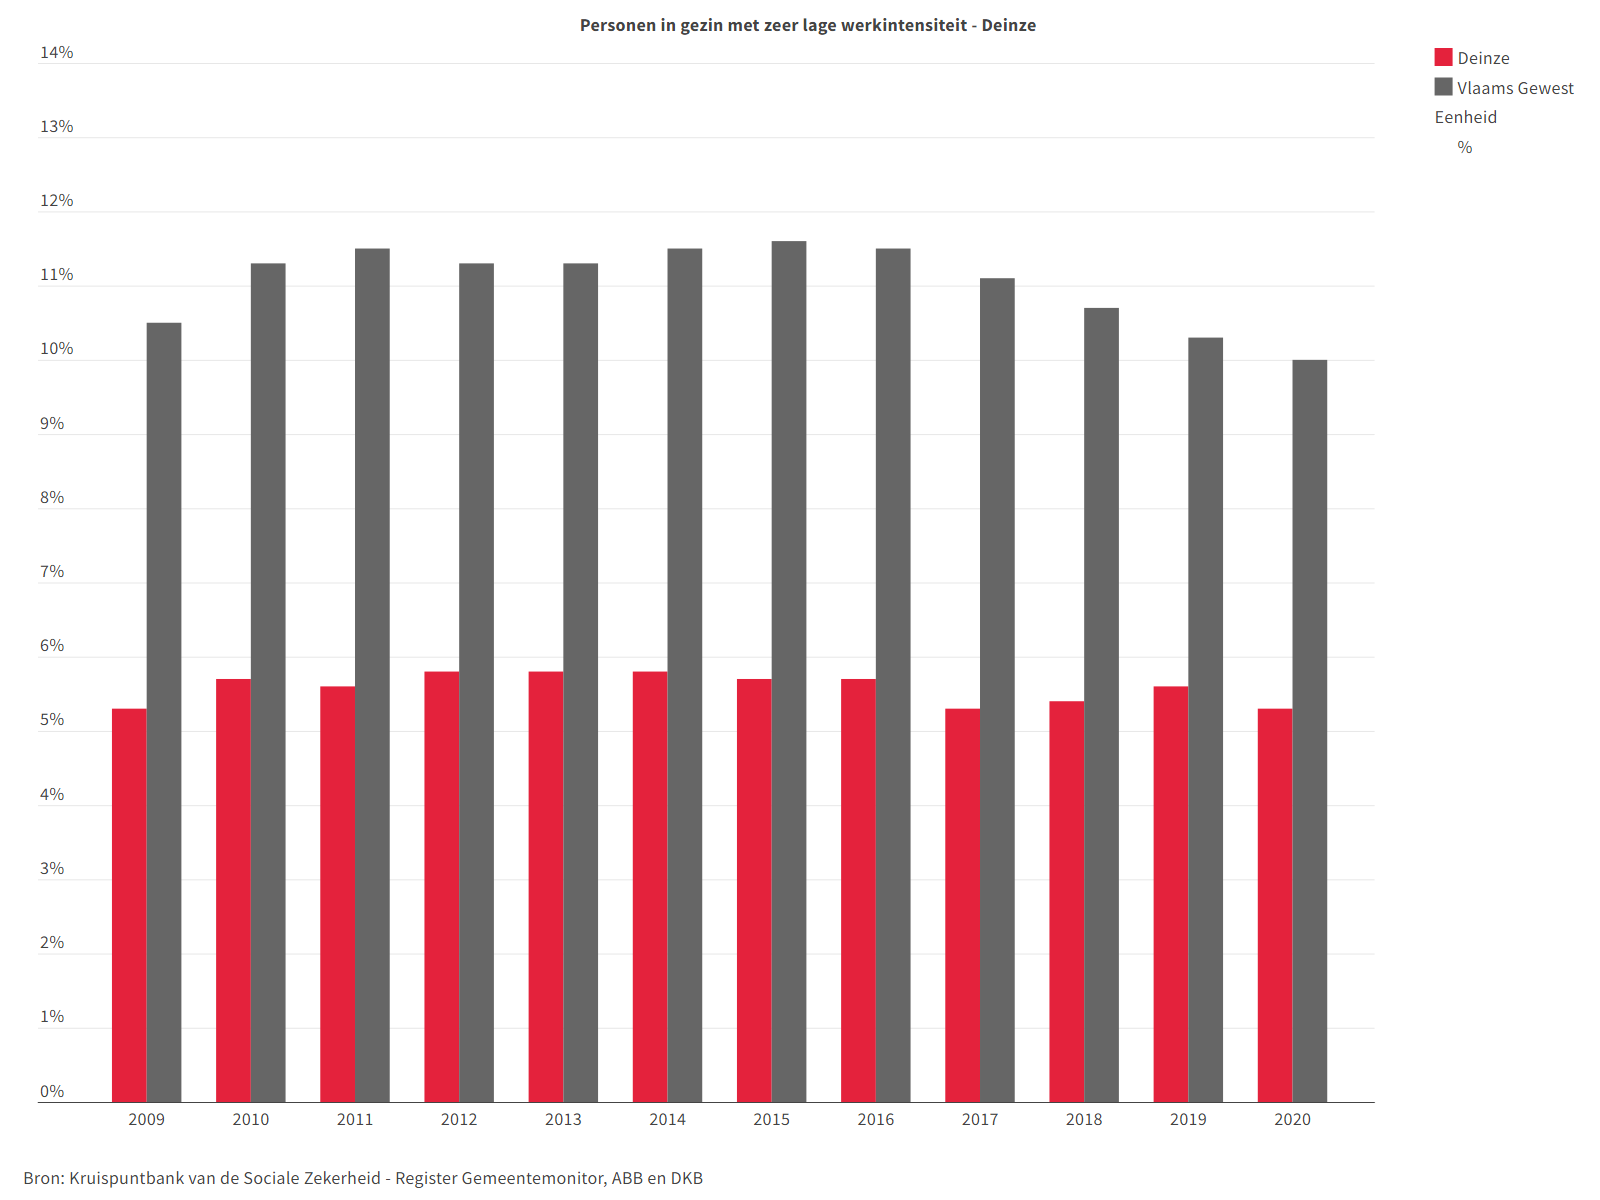 Personen in gezin met zeer lage werkintensiteit - Deinze
14%
13%
12%
11%
10%
9%
8%
7%
6%
5%
4%
3%
2%
1%
0%
2009 2010 2011 2012 2013 2014 2015 2016 2017 2018 2019 2020
Deinze
Vlaams Gewest
Eenheid
%
Bron: Kruispuntbank van de Sociale Zekerheid - Register Gemeentemonitor, ABB en DKB